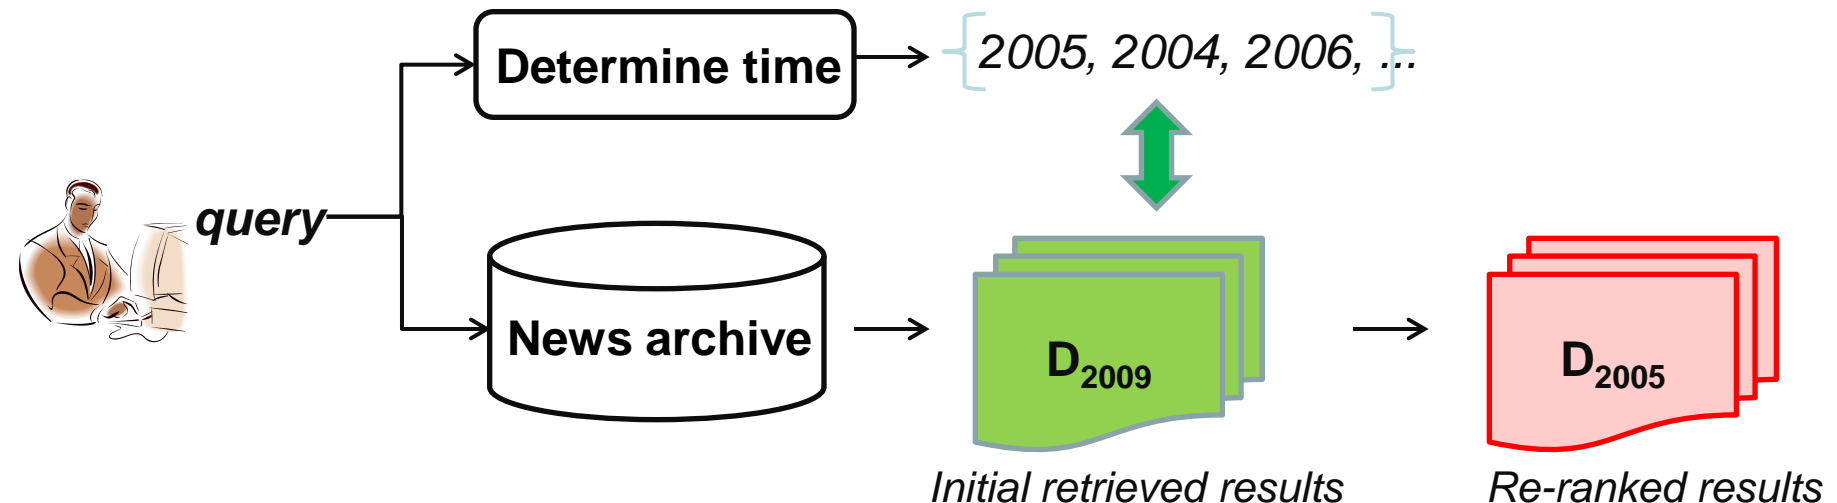 Determine time
2005, 2004, 2006, ...
query
News archive
D2009
D2005
Initial retrieved results
Re-ranked results